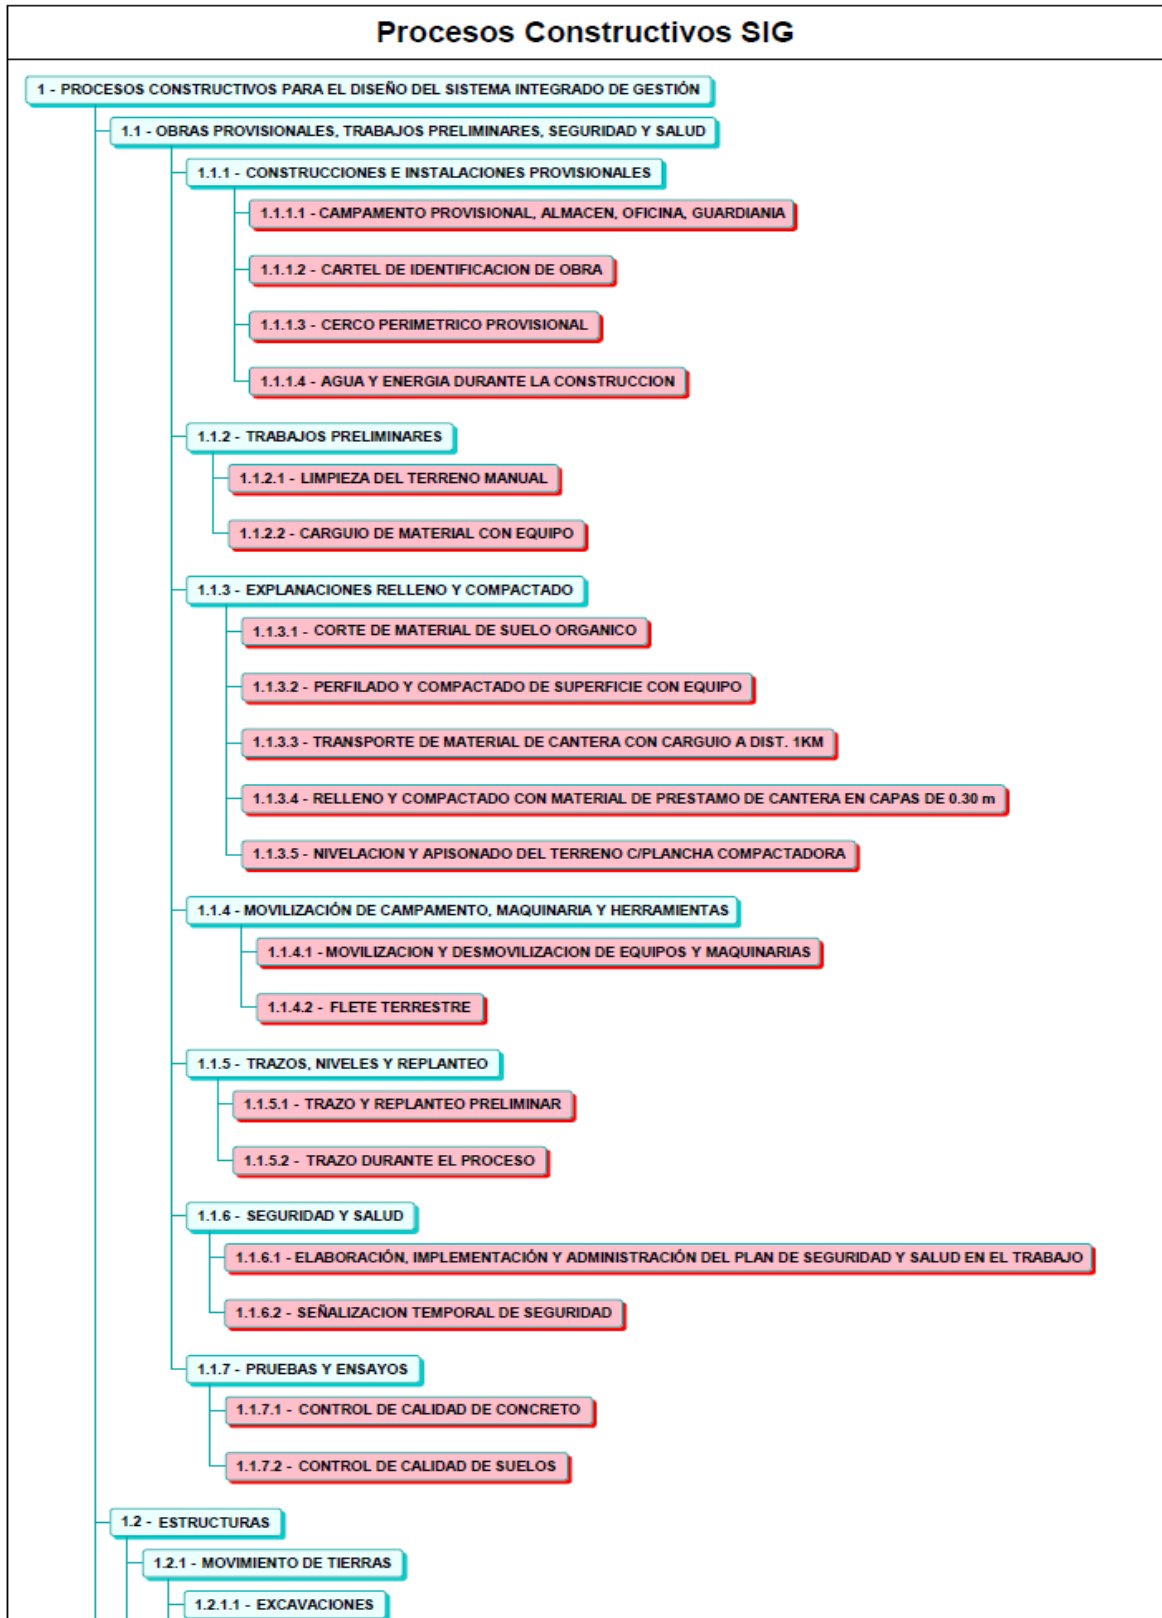 Procesos Constructivos SIG
1 - PROCESOS CONSTRUCTIVOS PARA EL DISEÑO DEL SISTEMA INTEGRADO DE GESTIÓN
1.1 - OBRAS PROVISIONALES, TRABAJOS PRELIMINARES, SEGURIDAD Y SALUD
1.1.1 - CONSTRUCCIONES E INSTALACIONES PROVISIONALES
1.1.1.1 - CAMPAMENTO PROVISIONAL, ALMACEN, OFICINA, GUARDIANIA
1.1.1.2 - CARTEL DE IDENTIFICACION DE OBRA
1.1.1.3 - CERCO PERIMETRICO PROVISIONAL
1.1.1.4 - AGUA Y ENERGIA DURANTE LA CONSTRUCCION
1.1.2 - TRABAJOS PRELIMINARES
1.1.2.1 - LIMPIEZA DEL TERRENO MANUAL
1.1.2.2 - CARGUIO DE MATERIAL CON EQUIPO
1.1.3 - EXPLANACIONES RELLENO Y COMPACTADO
1.1.3.1 - CORTE DE MATERIAL DE SUELO ORGANICO
1.1.3.2 - PERFILADO Y COMPACTADO DE SUPERFICIE CON EQUIPO
1.1.3.3 - TRANSPORTE DE MATERIAL DE CANTERA CON CARGUIO A DIST. 1KM
1.1.3.4 - RELLENO Y COMPACTADO CON MATERIAL DE PRESTAMO DE CANTERA EN CAPAS DE 0.30 m
1.1.3.5 - NIVELACION Y APISONADO DEL TERRENO C/PLANCHA COMPACTADORA
1.1.4 - MOVILIZACIÓN DE CAMPAMENTO, MAQUINARIA Y HERRAMIENTAS
1.1.4.1 - MOVILIZACION Y DESMOVILIZACION DE EQUIPOS Y MAQUINARIAS
1.1.4.2 - FLETE TERRESTRE
1.1.5 - TRAZOS, NIVELES Y REPLANTEO
1.1.5.1 - TRAZO Y REPLANTEO PRELIMINAR
1.1.5.2 - TRAZO DURANTE EL PROCESO
1.1.6 - SEGURIDAD Y SALUD
1.1.6.1 - ELABORACIÓN, IMPLEMENTACIÓN Y ADMINISTRACIÓN DEL PLAN DE SEGURIDAD Y SALUD EN EL TRABAJO
1.1.6.2 - SEÑALIZACION TEMPORAL DE SEGURIDAD
1.1.7 - PRUEBAS Y ENSAYOS
1.1.7.1 - CONTROL DE CALIDAD DE CONCRETO
1.1.7.2 - CONTROL DE CALIDAD DE SUELOS
1.2 - ESTRUCTURAS
1.2.1 - MOVIMIENTO DE TIERRAS
1.2.1.1 - EXCAVACIONES